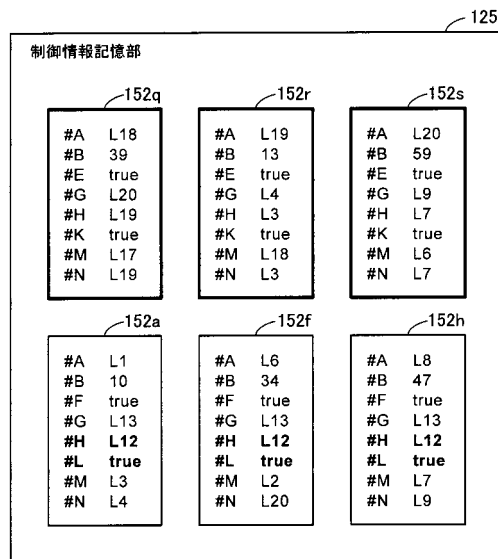 125
制御情報記憶部
152q
#A L18
#B 39
#E true
#G L20
#H L19
#K true
#M L17
#N L19
152r
#A L19
#B 13
#E true
#G L4
#H L3
#K true
#M L18
#N L3
152s
#A L20
#B 59
#E true
#G L9
#H L7
#K true
#M L6
#N L7
152a
#A L1
#B 10
#F true
#G L13
#H L12
#L true
#M L3
#N L4
152f
#A L6
#B 34
#F true
#G L13
#H L12
#L true
#M L2
#N L20
152h
#A L8
#B 47
#F true
#G L13
#H L12
#L true
#M L7
#N L9